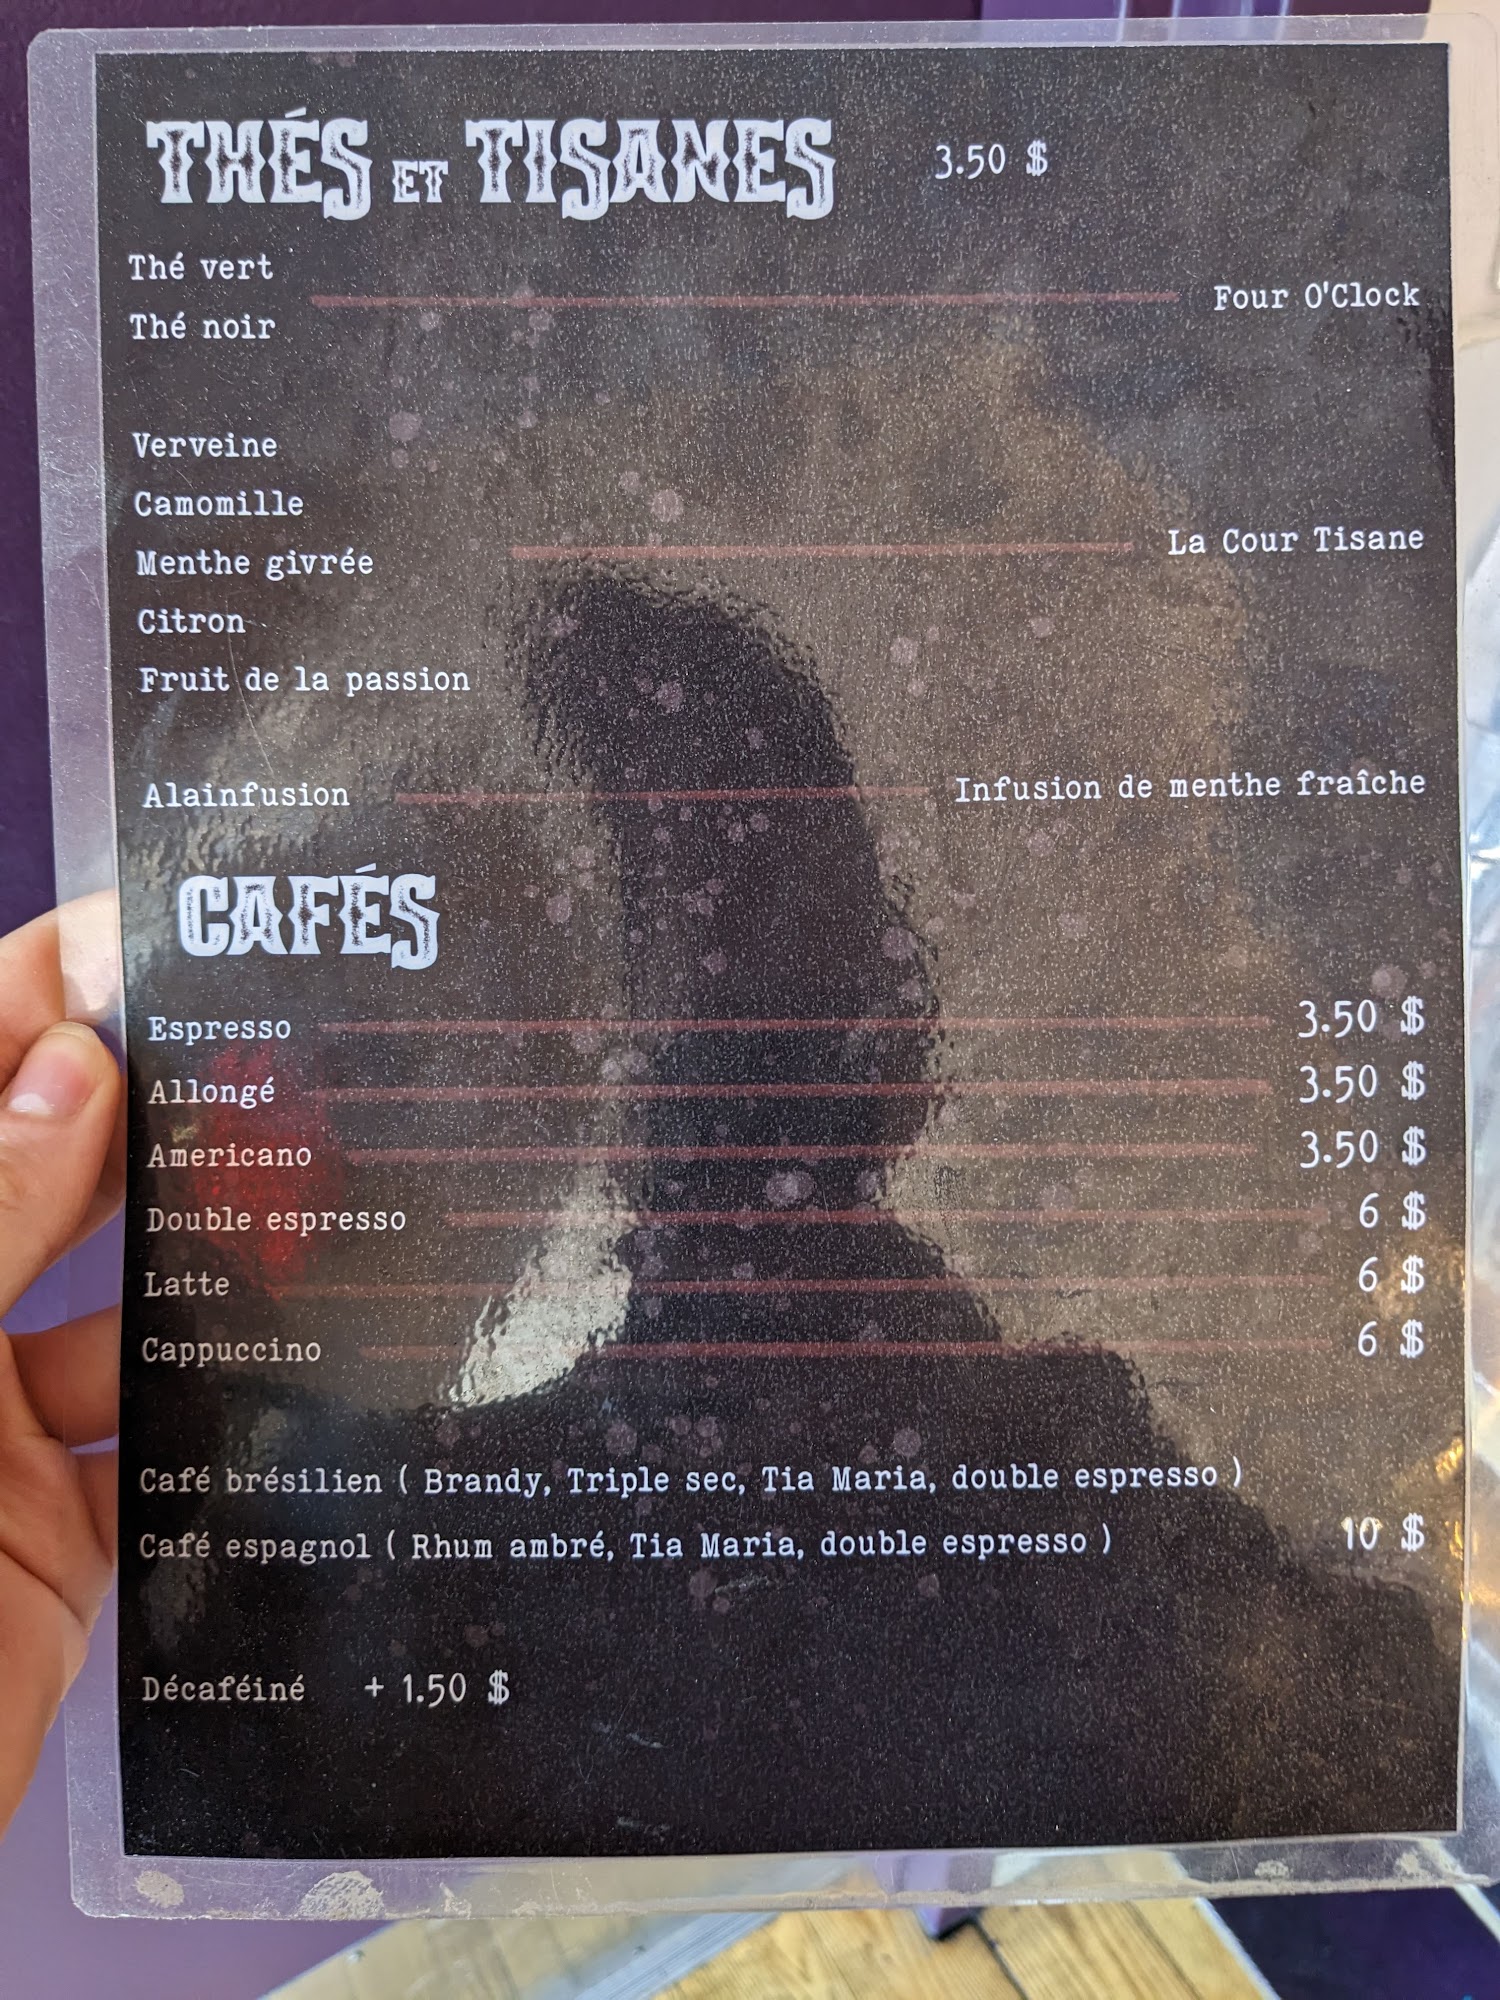 THÉS ET TISANES 3.50 $
Thé vert
Four O'Clock
Thé noir
Verveine
Camomille
La Cour Tisane
Menthe givrée
Citron
Fruit de la passion
Alainfusion Infusion de menthe fraîche
CAFÉS
Espresso 3.50 $
Allongé 3.50 $
Americano 3.50 $
Double espresso 6 $
Latte 6 $
Cappuccino 6 $
Café brésilien ( Brandy, Triple sec, Tia Maria, double espresso )
Café espagnol ( Rhum ambré, Tia Maria, double espresso ) 10 $
Décaféiné + 1.50 $